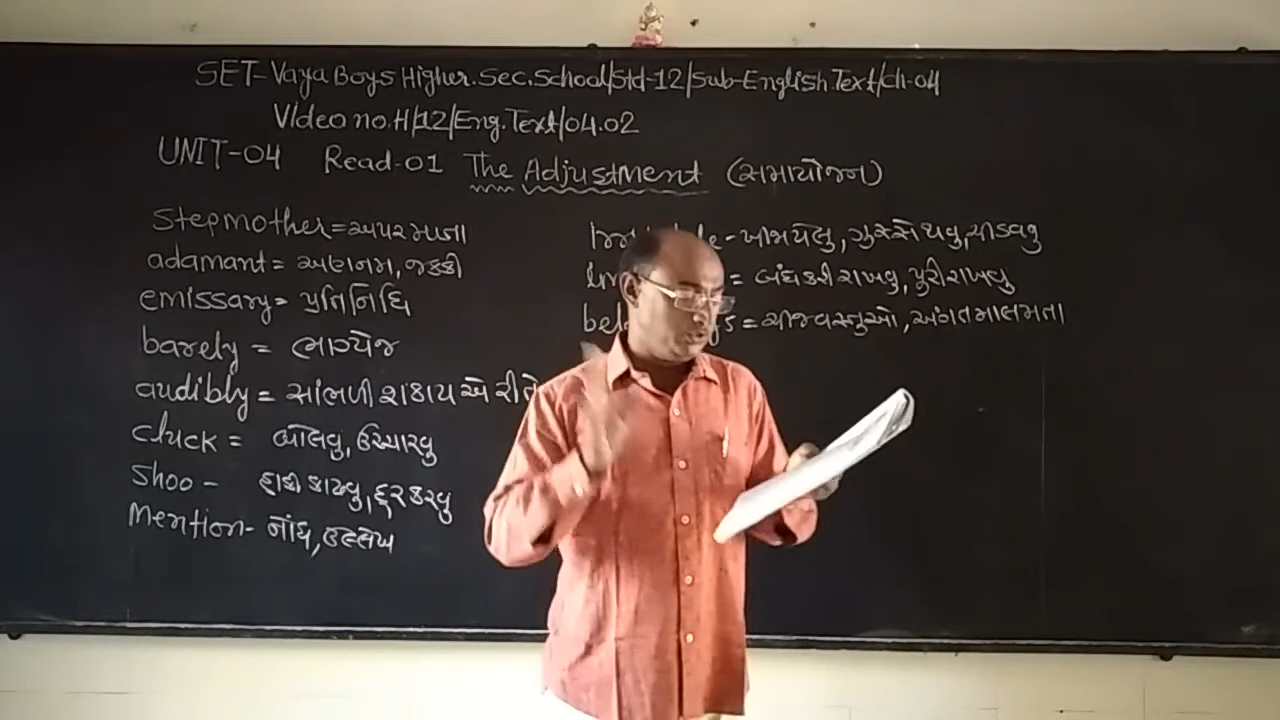 SET-Vaya Boys Higher.Sec.School/Std-12/Sub-English.Text/Ch-04
Video no.H/12/Eng.Text/04.02
UNIT-04 Read-01 The Adjustment (સમાયોજન)
Stepmother=અપરમાતા
adamant = અણનમ, જક્કી
emissary= પ્રતિનિધિ
barely = ભાગ્યેજ
audibly = સાંભળી શકાય એ રીતે
cluck = બોલવુ, ઉચ્ચારવુ
Shoo - હાકી કાઢવુ, દૂર કરવુ
Mention- નોંધ, ઉલ્લેખ
- ખીજાયેલુ, ગુસ્સે થવુ, ચીડવવુ
= બંધ કરી રાખવુ, પુરી રાખવુ
= ચીજવસ્તુઓ, અંગત માલમતા